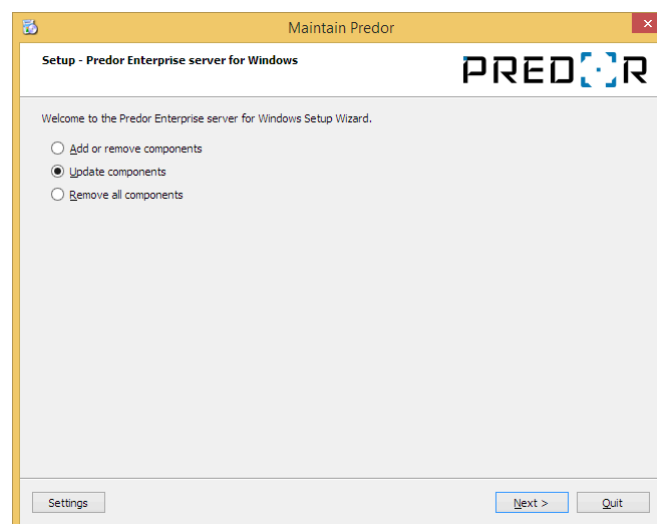 Maintain Predor
Setup - Predor Enterprise server for Windows
PREDOR
Welcome to the Predor Enterprise server for Windows Setup Wizard.
Add or remove components
Update components
Remove all components
Settings
Next >
Quit